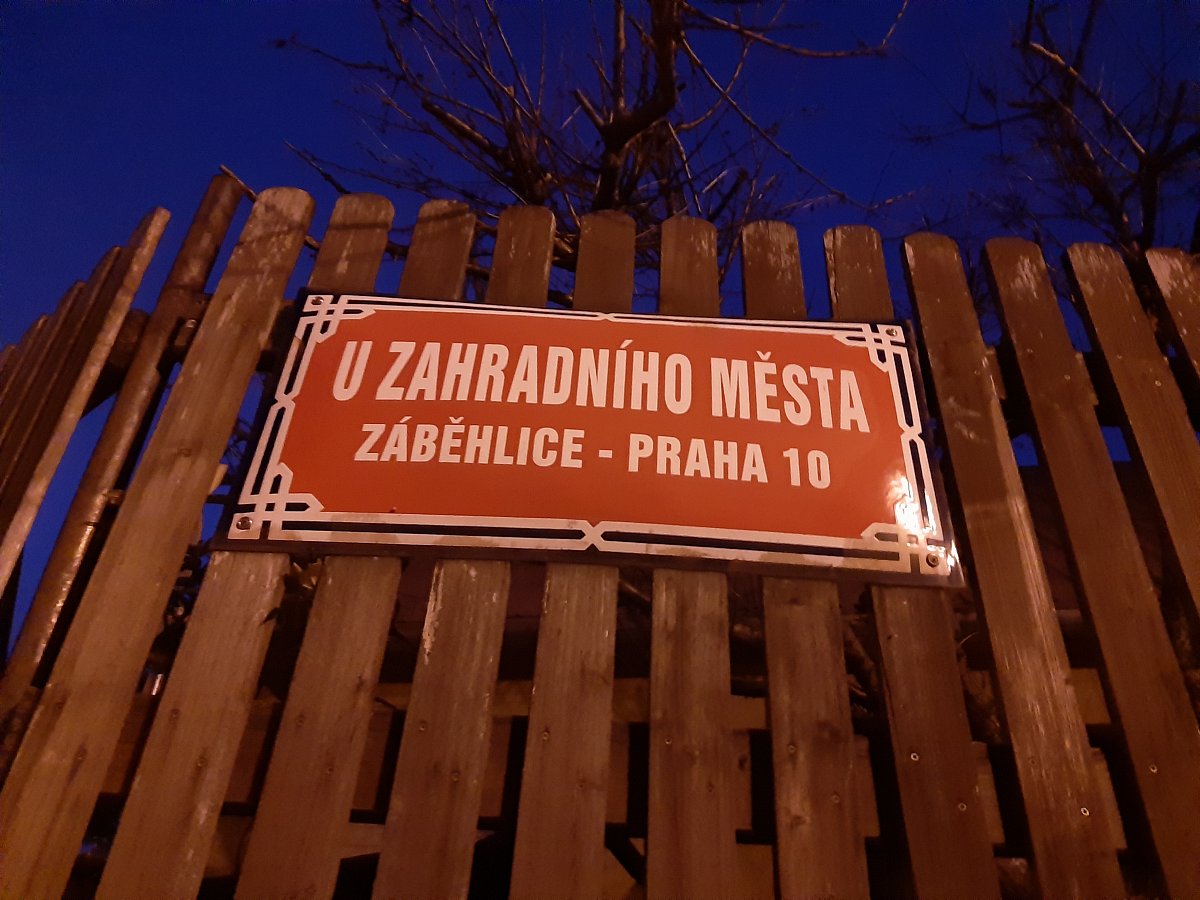 U ZAHRADNÍHO MĚSTA
ZÁBĚHLICE - PRAHA 10